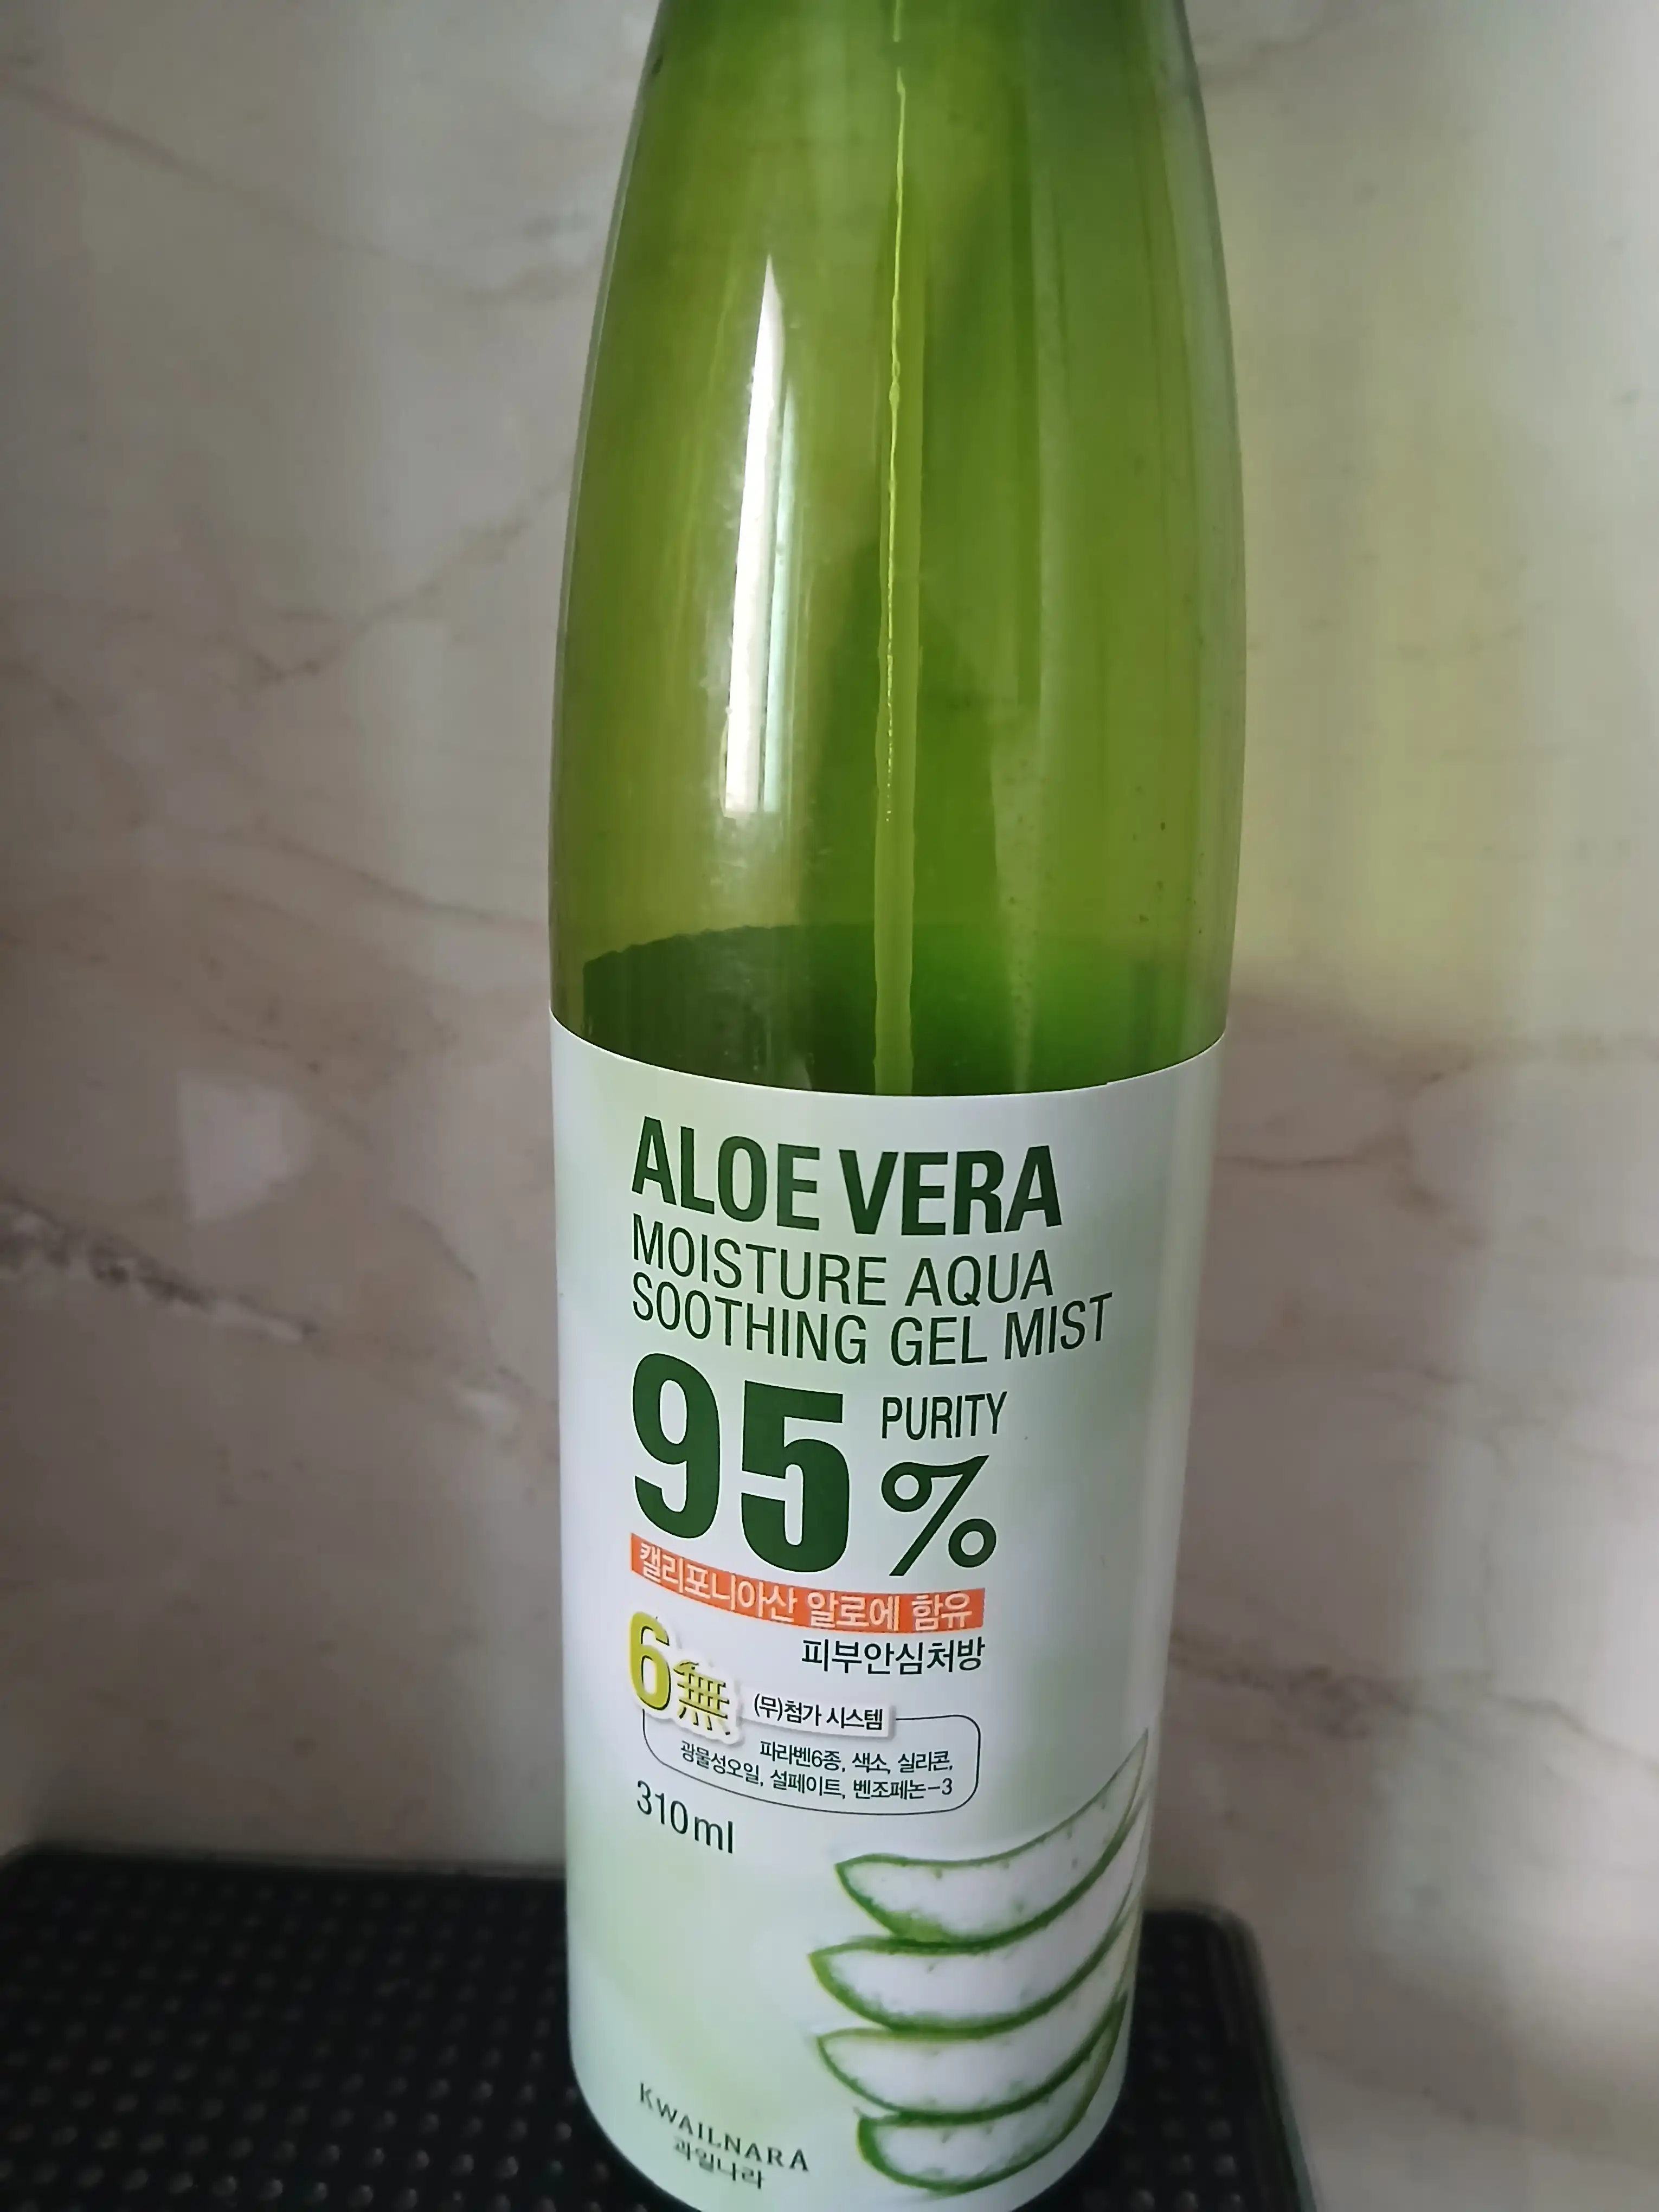 ALOE VERA
MOISTURE AQUA
SOOTHING GEL MIST
95% PURITY
캘리포니아산 알로에 함유
피부안심처방
6無 (무)첨가 시스템
파라벤6종, 색소, 실리콘,
광물성오일, 설페이트, 벤조페논-3
310ml
KWAILNARA
과일나라